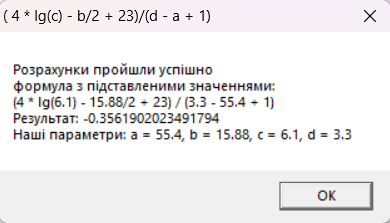 ( 4 * lg(c) - b/2 + 23)/(d - a + 1)
Розрахунки пройшли успішно
формула з підставленими значеннями:
(4 * lg(6.1) - 15.88/2 + 23) / (3.3 - 55.4 + 1)
Результат: -0.3561902023491794
Наші параметри: a = 55.4, b = 15.88, c = 6.1, d = 3.3
OK